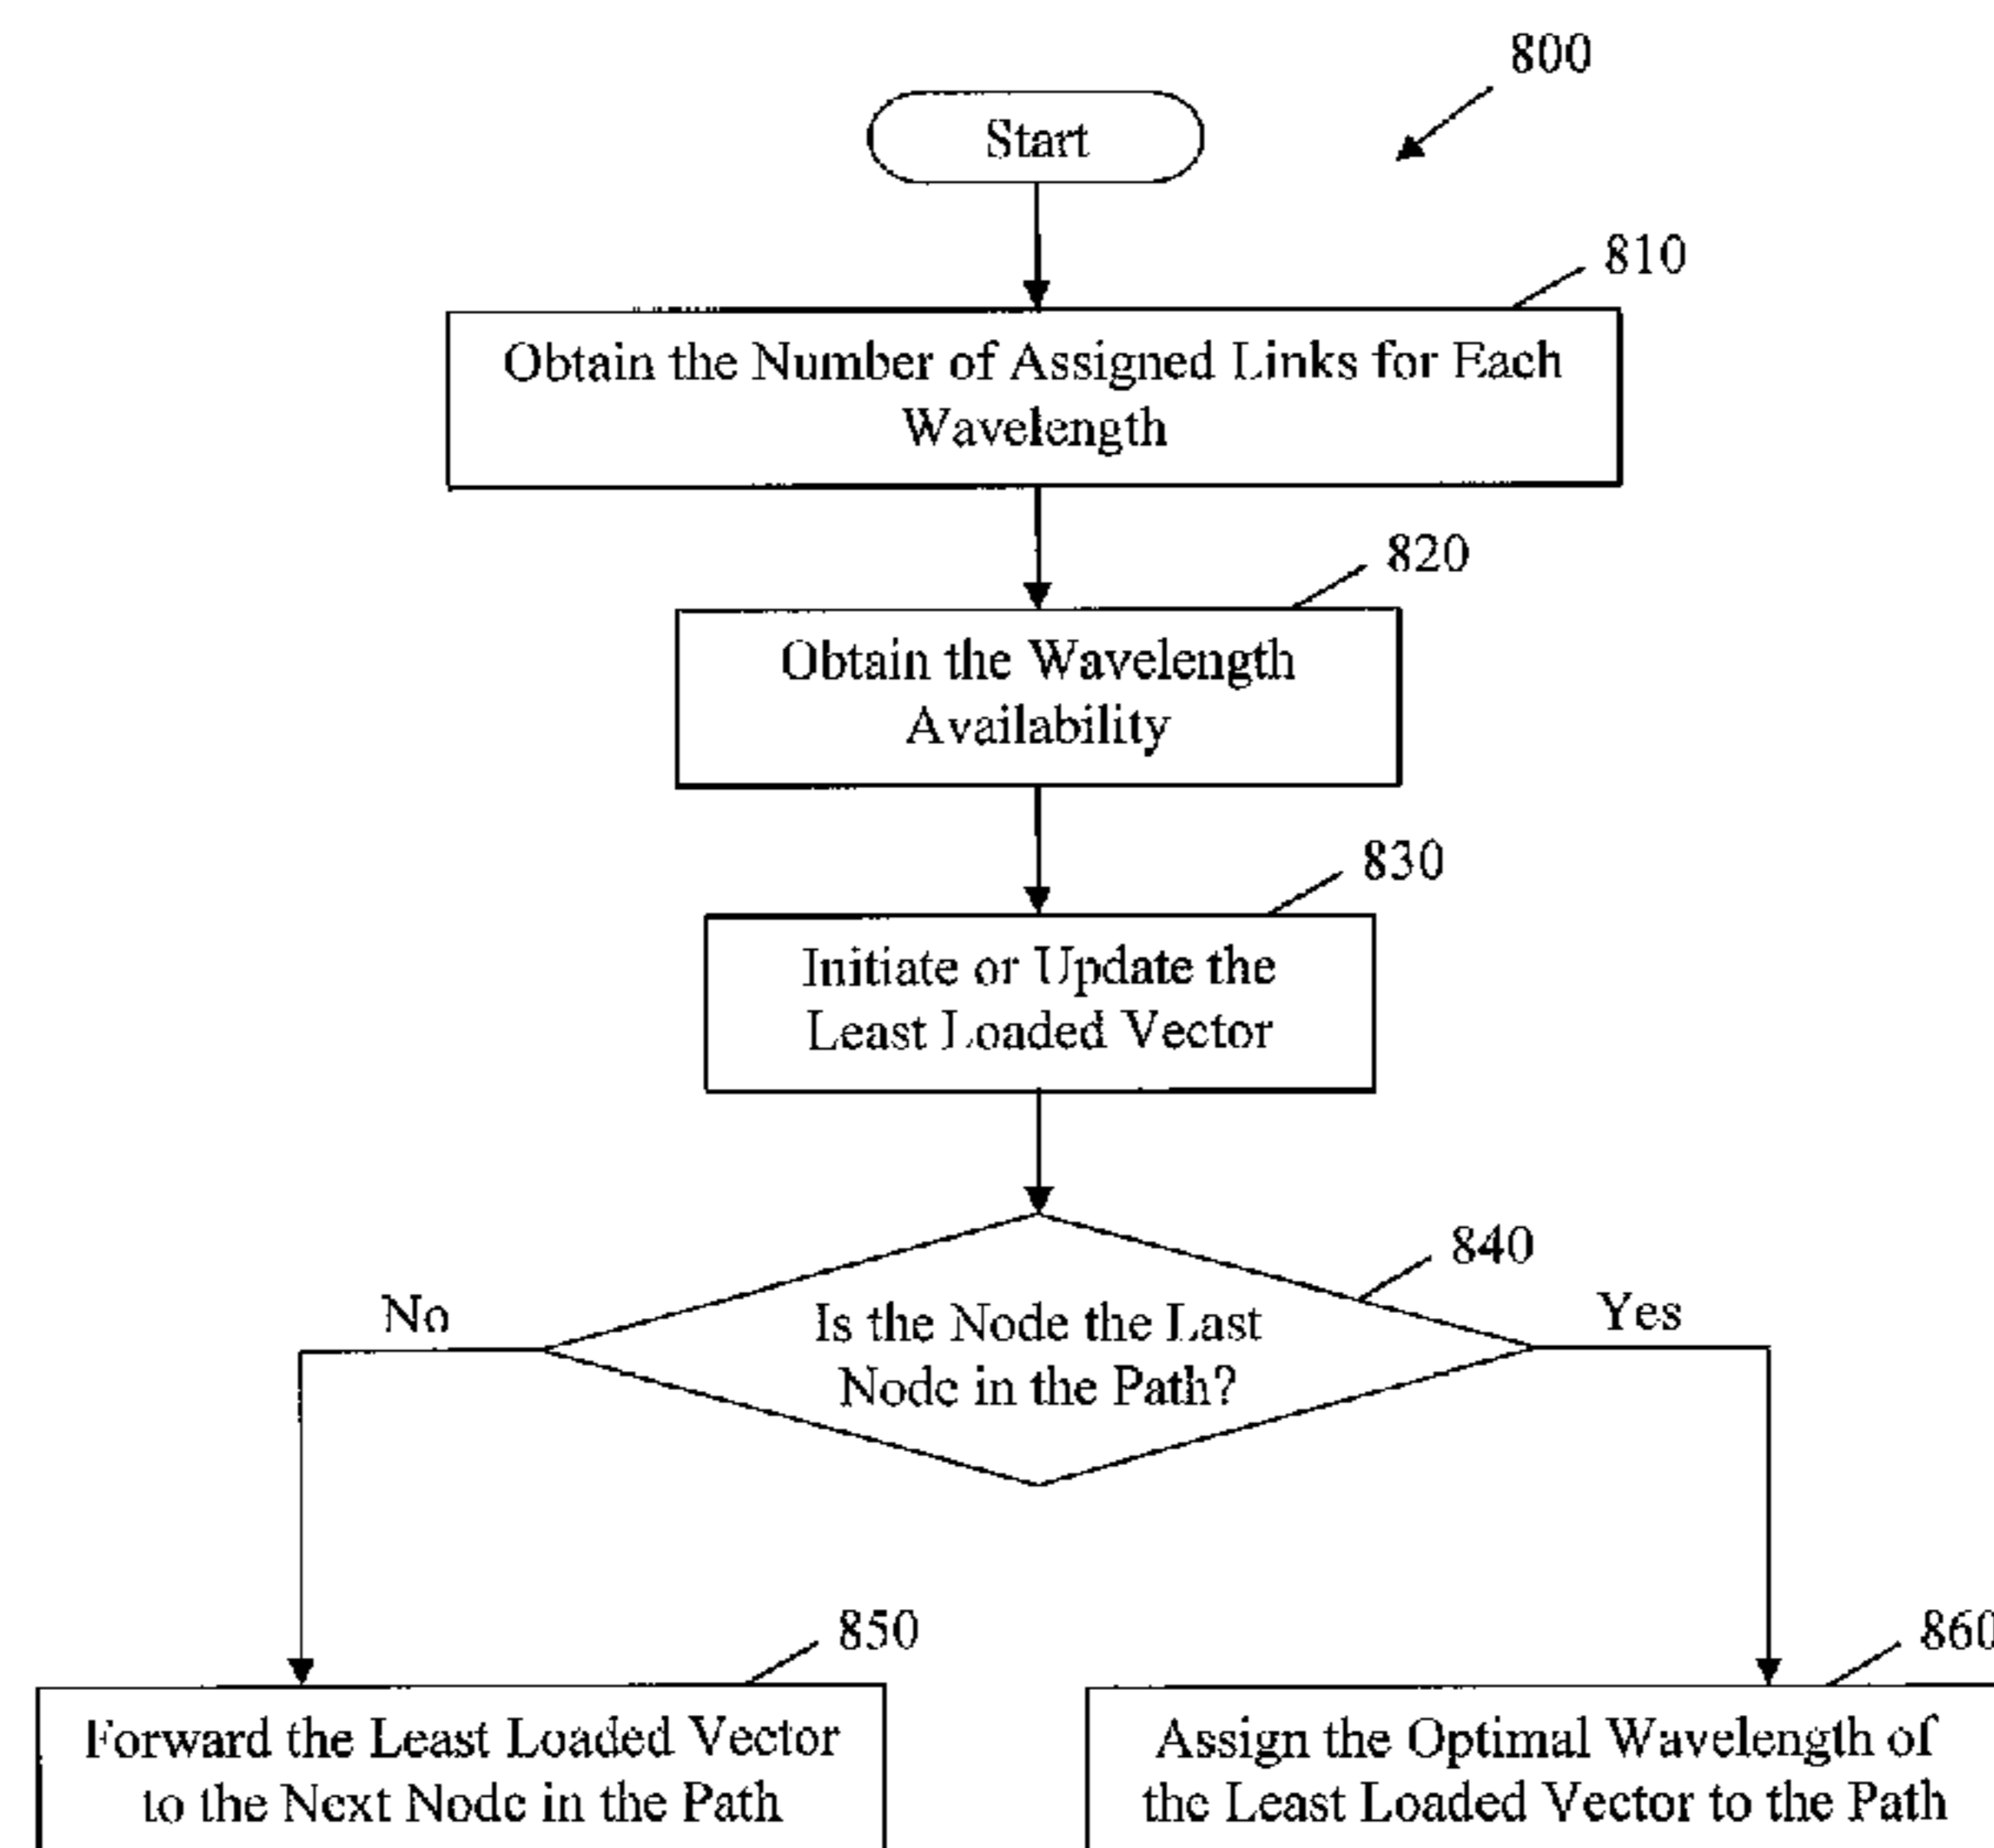 800
Start
810
Obtain the Number of Assigned Links for Each
Wavelength
820
Obtain the Wavelength
Availability
830
Initiate or Update the
Least Loaded Vector
840
No
Is the Node the Last
Node in the Path?
Yes
850
860
Forward the Least Loaded Vector
to the Next Node in the Path
Assign the Optimal Wavelength of
the Least Loaded Vector to the Path